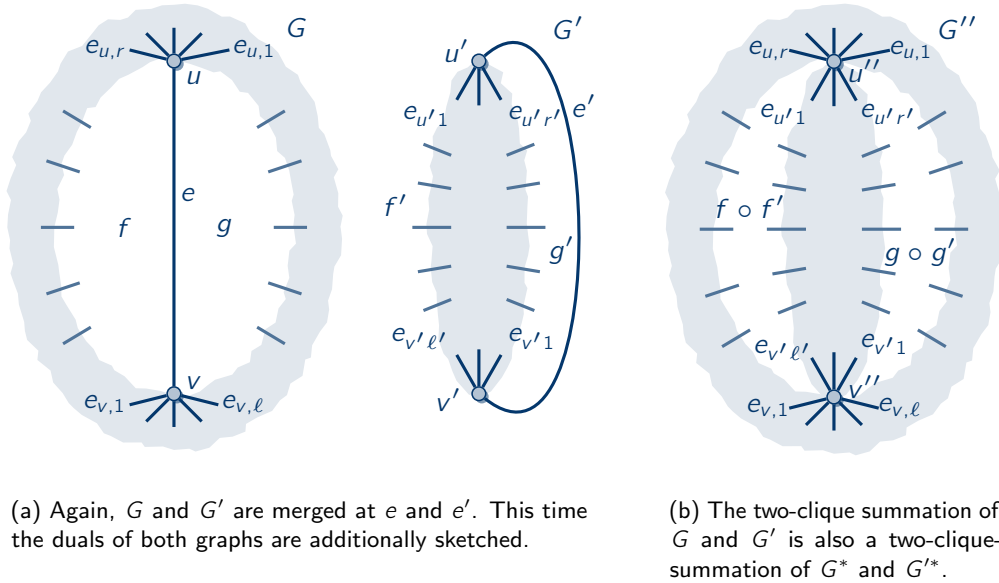 G
e_{u,r}
e_{u,1}
u
e
f
g
v
e_{v,1}
e_{v,ℓ}
G′
u′
e′
e_{u′1}
e_{u′r′}
f′
g′
e_{v′ℓ′}
e_{v′1}
v′
G′′
e_{u,r}
e_{u,1}
u′′
e_{u′1}
e_{u′r′}
f ∘ f′
g ∘ g′
e_{v′ℓ′}
e_{v′1}
v′′
e_{v,1}
e_{v,ℓ}
(a) Again, G and G′ are merged at e and e′. This time
the duals of both graphs are additionally sketched.
(b) The two-clique summation of
G and G′ is also a two-clique-
summation of G* and G′*.